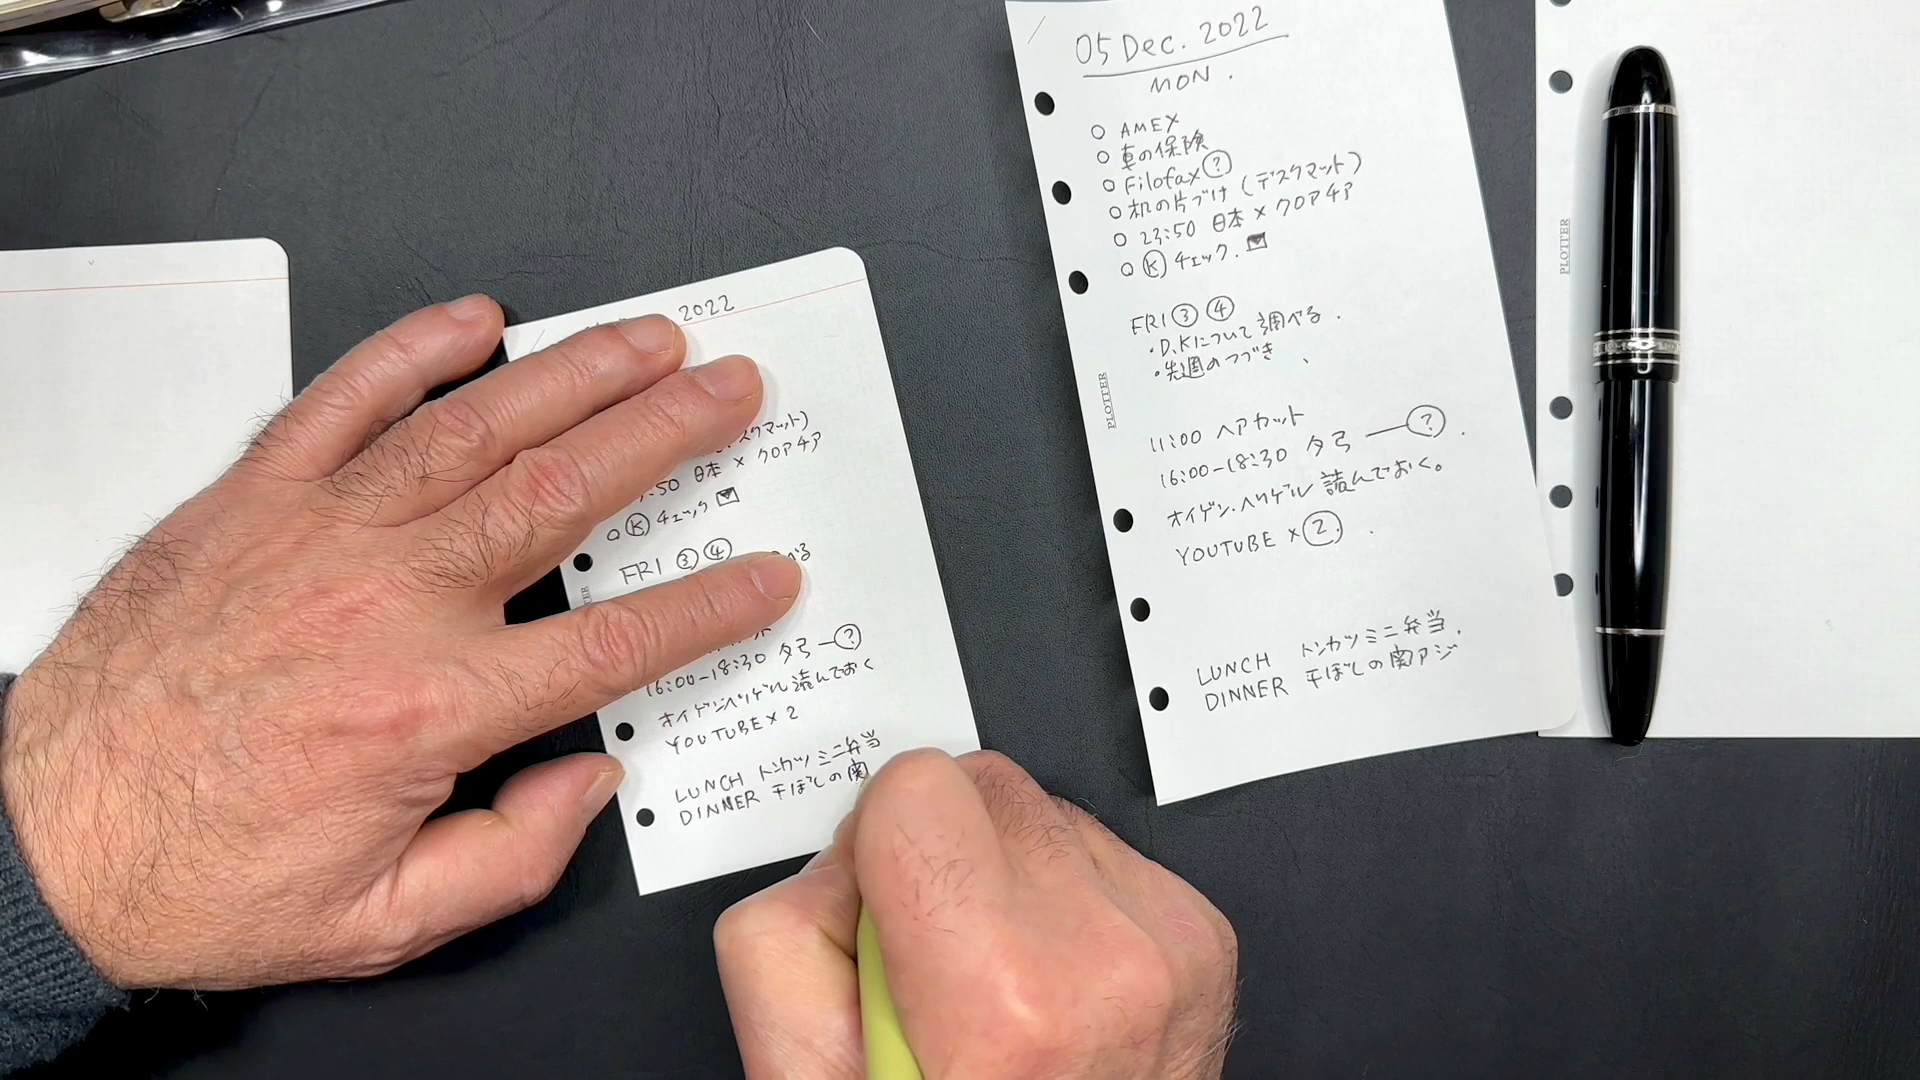 2022
スクマット)
:50 日本 × クロアチア
○ Ⓚ チェック
FRI ③ ④
べる
16:00-18:30 夕弓 ―?
オイゲンヘリゲル 読んでおく
YOUTUBE × 2
LUNCH トンカツミニ弁当
DINNER 干ぼしの関
05 Dec. 2022
MON.
○ AMEX
○ 車の保険
○ Filofax ?
○ 机の片づけ (デスクマット)
○ 23:50 日本 × クロアチア
○ Ⓚ チェック.
FRI ③ ④
・D.Kについて調べる.
・先週のつづき
11:00 ヘアカット
16:00-18:30 夕弓 ―?.
オイゲン.ヘリゲル 読んでおく。
YOUTUBE × 2.
LUNCH トンカツミニ弁当.
DINNER 干ぼしの関アジ
PLOTTER
PLOTTER